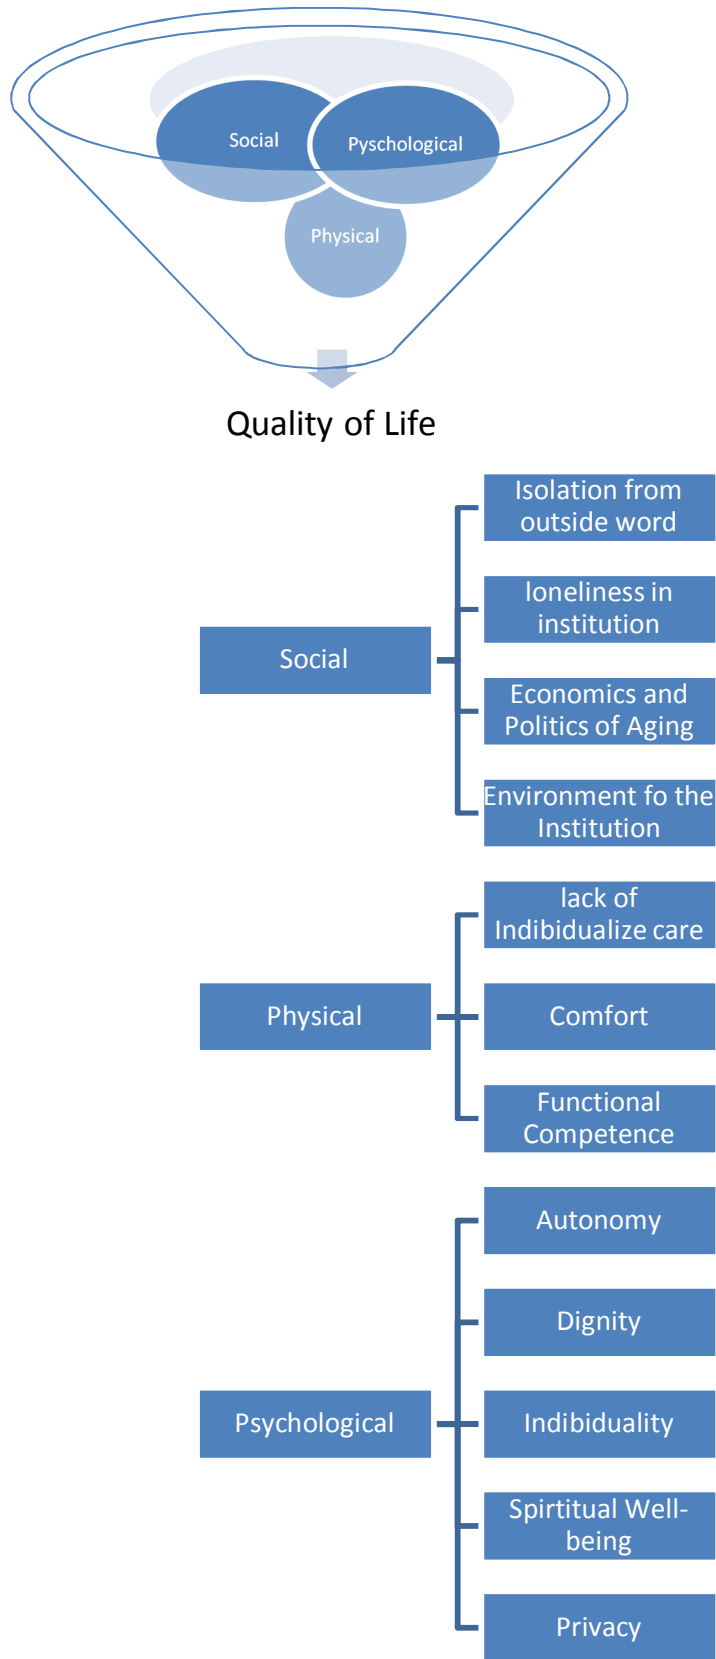 Social
Pyschological
Physical
Quality of Life
Isolation from
outside word
loneliness in
institution
Social
Economics and
Politics of Aging
Environment fo the
Institution
lack of
Indibidualize care
Physical
Comfort
Functional
Competence
Autonomy
Dignity
Psychological
Indibiduality
Spirtitual Well-
being
Privacy